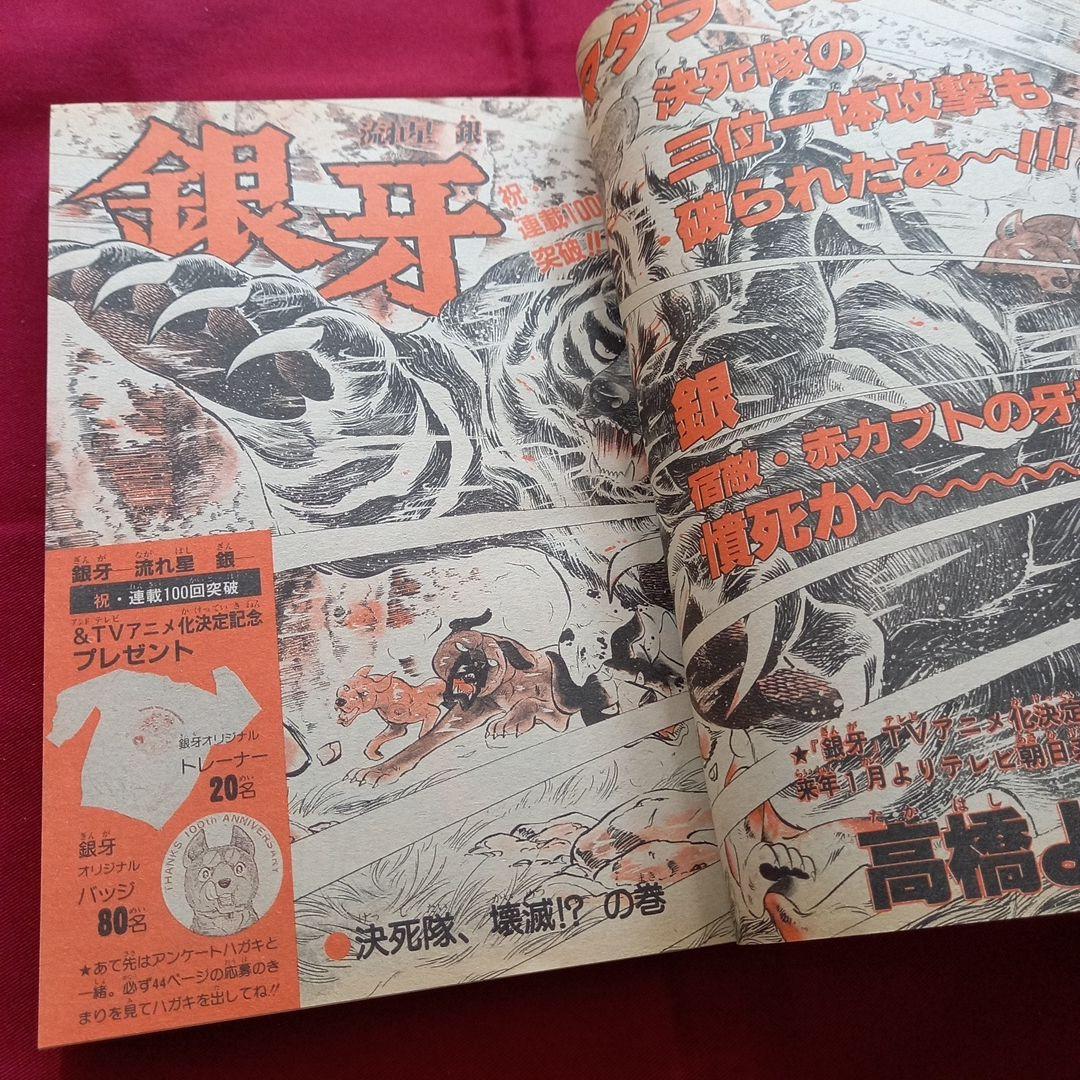 流れ星 銀
銀牙
祝・
連載100
突破!!
決死隊の
三位一体攻撃も
破られたあ〜〜!!!
銀
宿敵・赤カブトの牙
憤死か〜〜〜〜
銀牙 流れ星 銀
祝・連載100回突破
&TVアニメ化決定記念
プレゼント
銀牙オリジナル
トレーナー
20名
THANKS 100th ANNIVERSARY
銀牙
オリジナル
バッジ
80名
★あて先はアンケートハガキと
一緒。必ず44ページの応募のき
まりを見てハガキを出してね!!
●決死隊、壊滅!?の巻
★『銀牙』TVアニメ化決定
来年1月よりテレビ朝日
たかはし
高橋よ